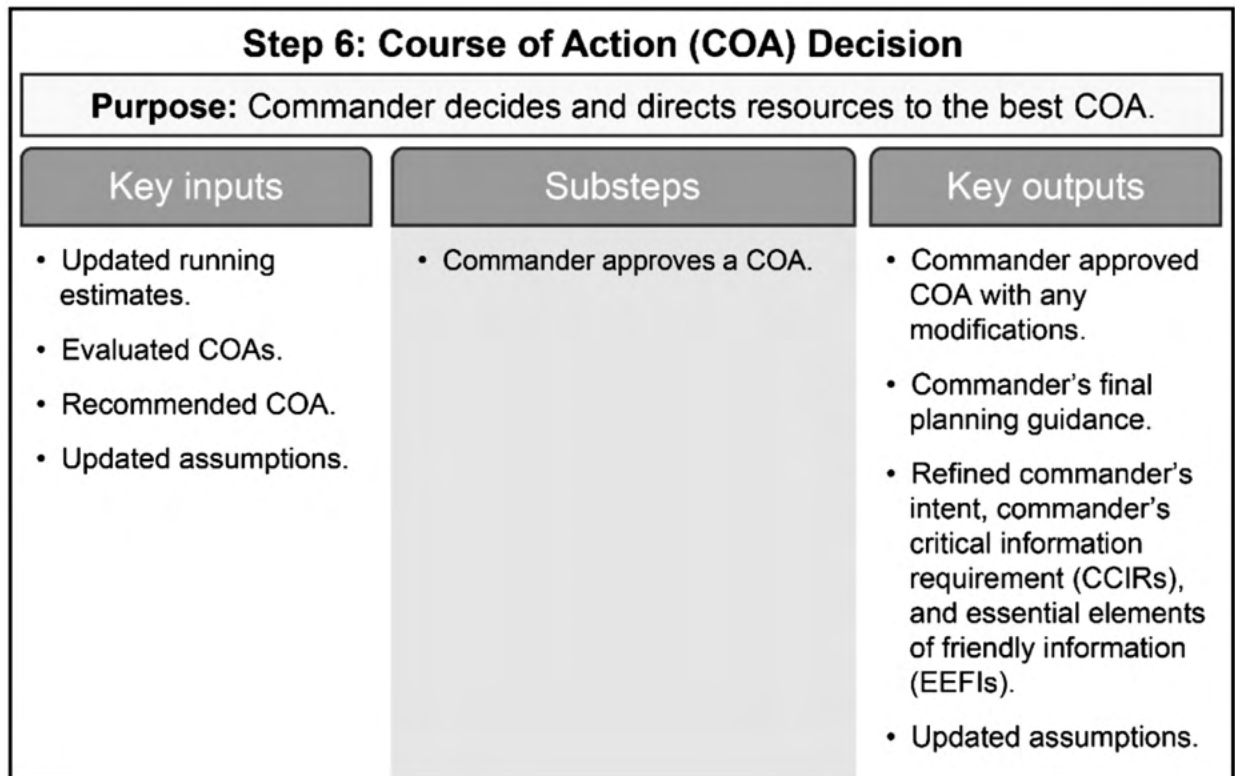 Step 6: Course of Action (COA) Decision
Purpose: Commander decides and directs resources to the best COA.
Key inputs
• Updated running
estimates.
• Evaluated COAs.
• Recommended COA.
• Updated assumptions.
Substeps
• Commander approves a COA.
Key outputs
• Commander approved
COA with any
modifications.
• Commander’s final
planning guidance.
• Refined commander’s
intent, commander’s
critical information
requirement (CCIRs),
and essential elements
of friendly information
(EEFIs).
• Updated assumptions.